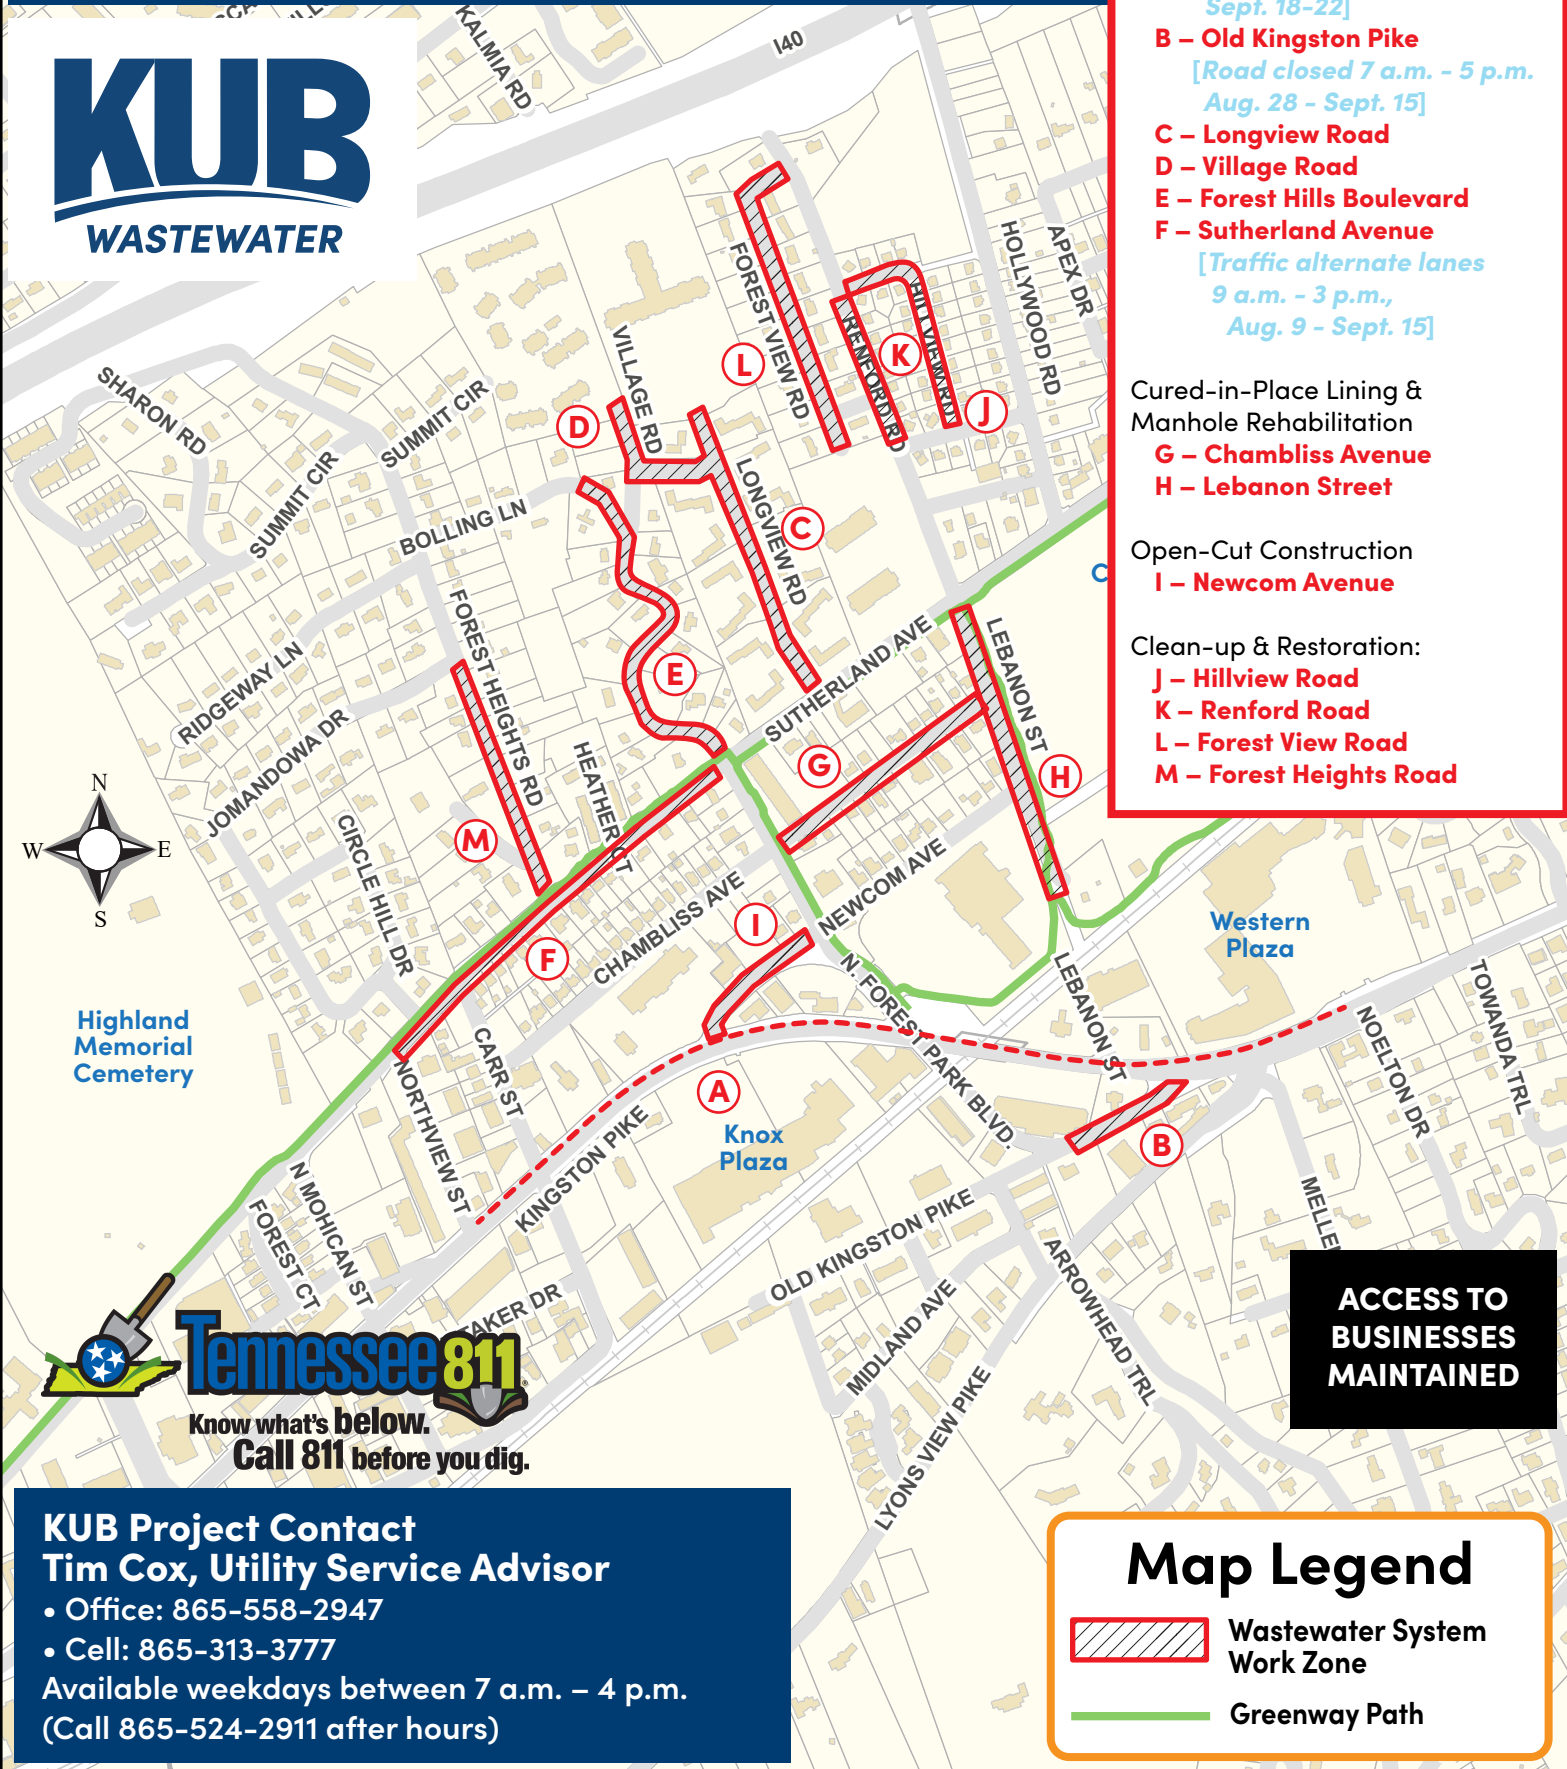 KUB
WASTEWATER
KALMIA RD
I40
Sept. 18-22]
B – Old Kingston Pike
[Road closed 7 a.m. - 5 p.m.
Aug. 28 - Sept. 15]
C – Longview Road
D – Village Road
E – Forest Hills Boulevard
F – Sutherland Avenue
[Traffic alternate lanes
9 a.m. - 3 p.m.,
Aug. 9 - Sept. 15]
Cured-in-Place Lining &
Manhole Rehabilitation
G – Chambliss Avenue
H – Lebanon Street
Open-Cut Construction
I – Newcom Avenue
Clean-up & Restoration:
J – Hillview Road
K – Renford Road
L – Forest View Road
M – Forest Heights Road
HOLLYWOOD RD
APEX DR
FOREST VIEW RD
HILLVIEW RD
RENFORD RD
VILLAGE RD
L
K
J
D
SHARON RD
SUMMIT CIR
SUMMIT CIR
BOLLING LN
LONGVIEW RD
C
C
FOREST HEIGHTS RD
RIDGEWAY LN
JOMANDOWA DR
E
SUTHERLAND AVE
LEBANON ST
HEATHER CT
G
H
N
W
E
S
M
CIRCLE HILL DR
CHAMBLISS AVE
NEWCOM AVE
I
F
Western
Plaza
N. FOREST PARK BLVD.
LEBANON ST
TOWANDA TRL
NOELTON DR
Highland
Memorial
Cemetery
CARR ST
NORTHVIEW ST
A
KINGSTON PIKE
Knox
Plaza
B
N MOHICAN ST
FOREST CT
OLD KINGSTON PIKE
MELLEN
ARROWHEAD TRL
MIDLAND AVE
LYONS VIEW PIKE
TAKER DR
ACCESS TO
BUSINESSES
MAINTAINED
Tennessee 811
Know what's below.
Call 811 before you dig.
KUB Project Contact
Tim Cox, Utility Service Advisor
• Office: 865-558-2947
• Cell: 865-313-3777
Available weekdays between 7 a.m. – 4 p.m.
(Call 865-524-2911 after hours)
Map Legend
Wastewater System
Work Zone
Greenway Path